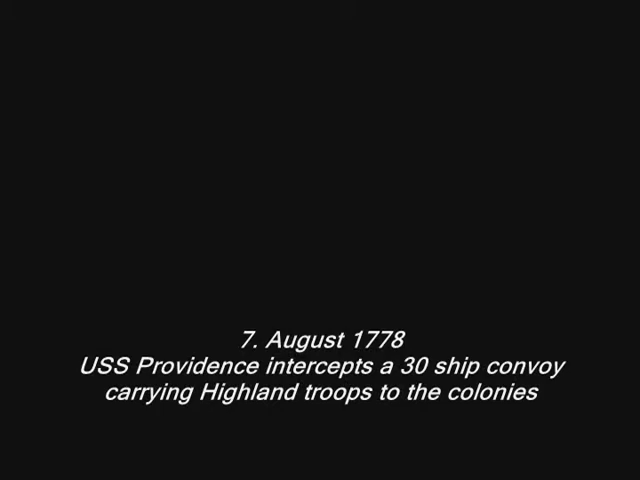 7. August 1778
USS Providence intercepts a 30 ship convoy
carrying Highland troops to the colonies